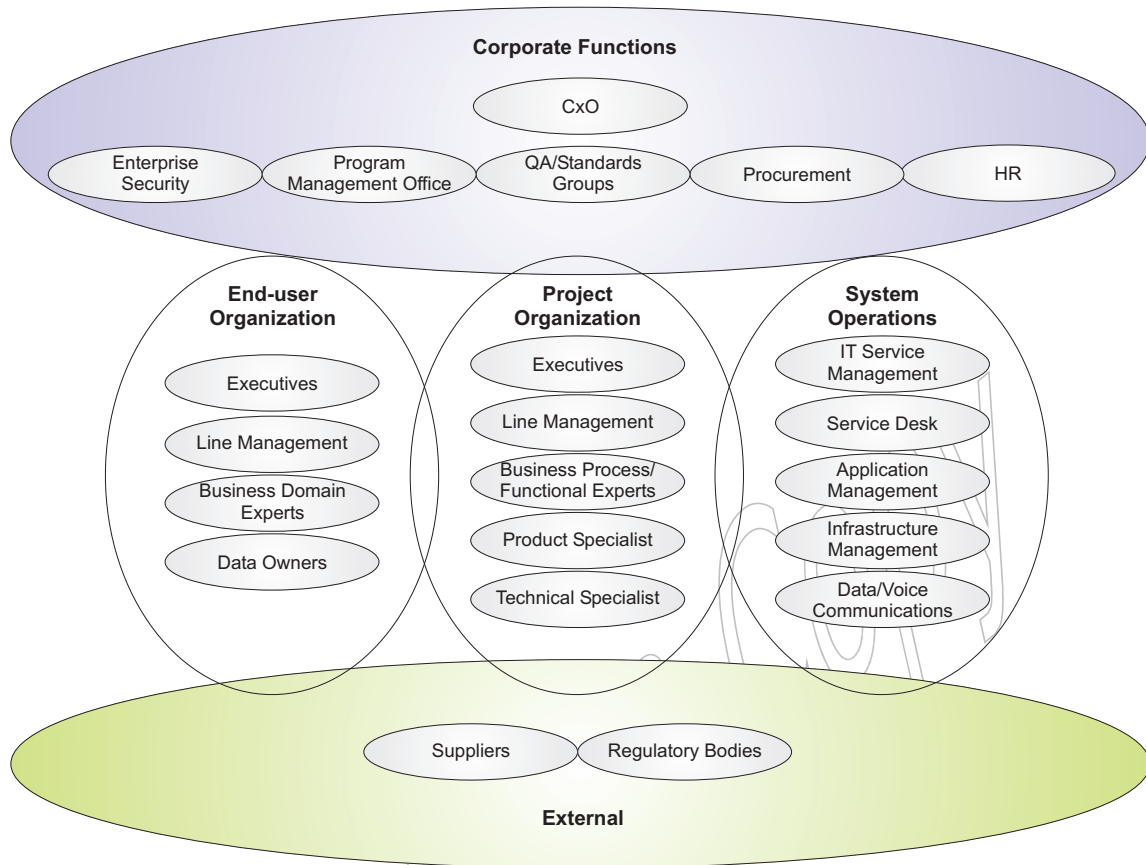 Corporate Functions
CxO
Enterprise
Security
Program
Management Office
QA/Standards
Groups
Procurement
HR
End-user
Organization
Executives
Line Management
Business Domain
Experts
Data Owners
Project
Organization
Executives
Line Management
Business Process/
Functional Experts
Product Specialist
Technical Specialist
System
Operations
IT Service
Management
Service Desk
Application
Management
Infrastructure
Management
Data/Voice
Communications
Suppliers
Regulatory Bodies
External